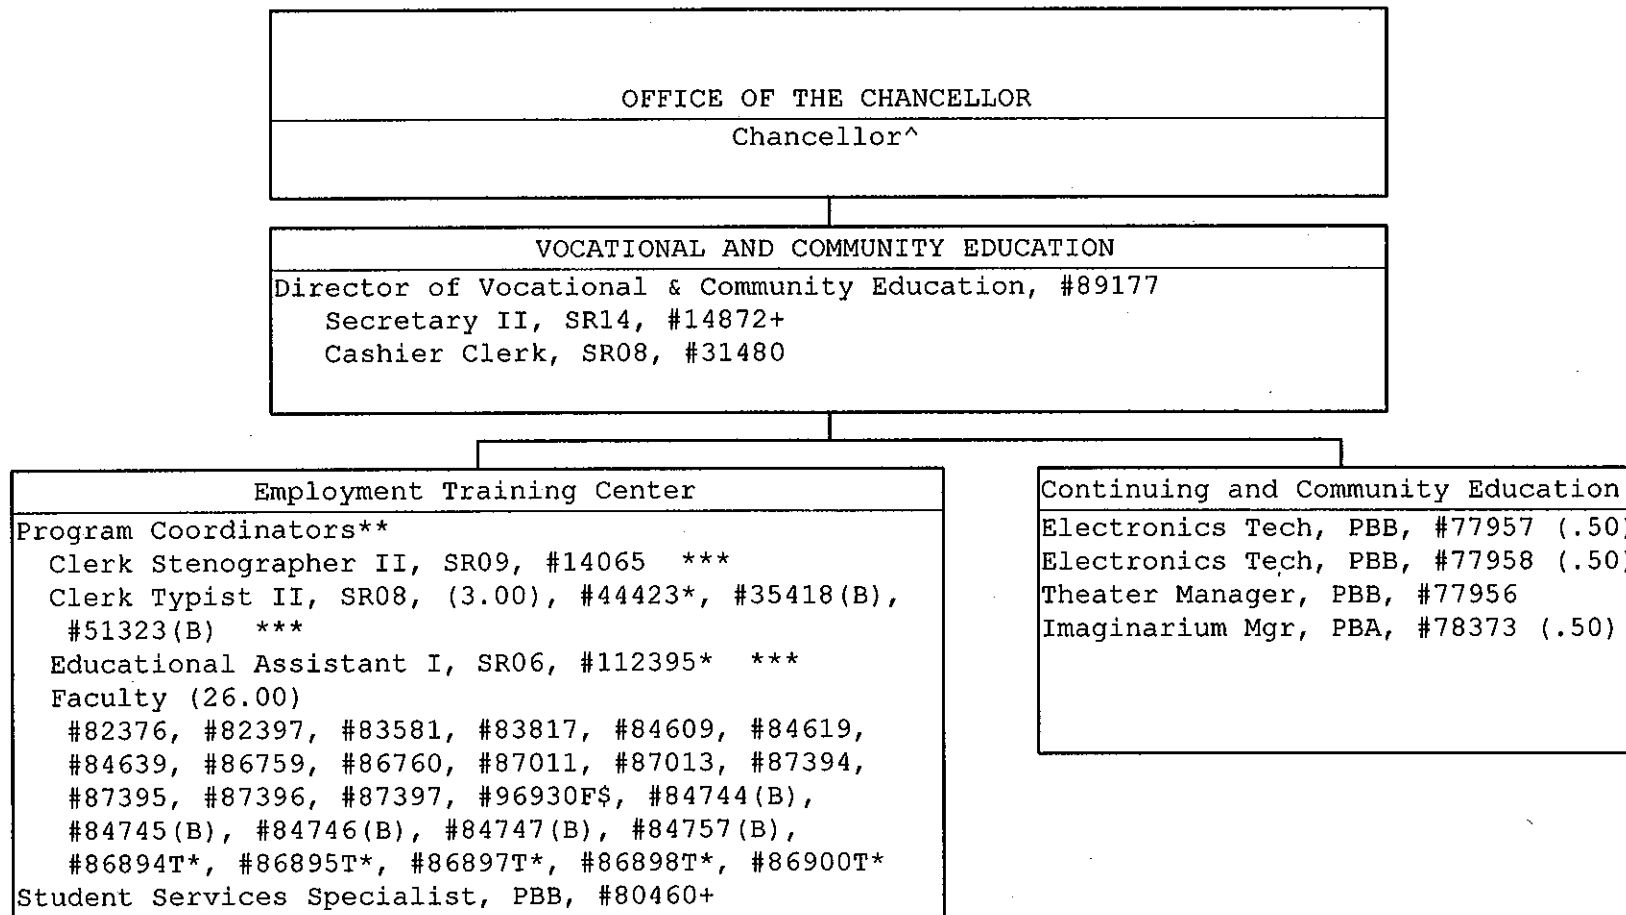 OFFICE OF THE CHANCELLOR
Chancellor^
VOCATIONAL AND COMMUNITY EDUCATION
Director of Vocational & Community Education, #89177
Secretary II, SR14, #14872+
Cashier Clerk, SR08, #31480
Employment Training Center
Program Coordinators**
Clerk Stenographer II, SR09, #14065 ***
Clerk Typist II, SR08, (3.00), #44423*, #35418(B),
#51323(B) ***
Educational Assistant I, SR06, #112395* ***
Faculty (26.00)
#82376, #82397, #83581, #83817, #84609, #84619,
#84639, #86759, #86760, #87011, #87013, #87394,
#87395, #87396, #87397, #96930F$, #84744(B),
#84745(B), #84746(B), #84747(B), #84757(B),
#86894T*, #86895T*, #86897T*, #86898T*, #86900T*
Student Services Specialist, PBB, #80460+
Continuing and Community Education
Electronics Tech, PBB, #77957 (.50)
Electronics Tech, PBB, #77958 (.50)
Theater Manager, PBB, #77956
Imaginarium Mgr, PBA, #78373 (.50)